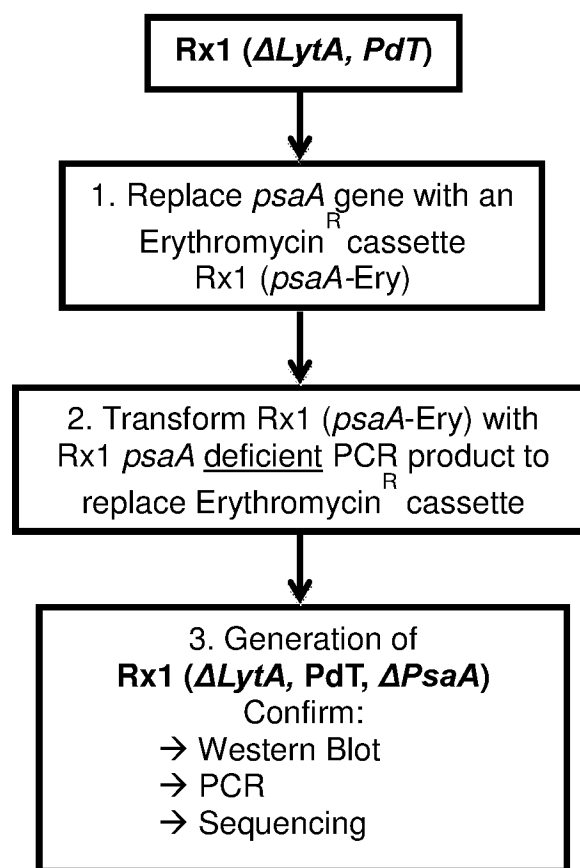 Rx1 (ΔLytA, PdT)
1. Replace psaA gene with an
Erythromycin^R cassette
Rx1 (psaA-Ery)
2. Transform Rx1 (psaA-Ery) with
Rx1 psaA deficient PCR product to
replace Erythromycin^R cassette
3. Generation of
Rx1 (ΔLytA, PdT, ΔPsaA)
Confirm:
→ Western Blot
→ PCR
→ Sequencing